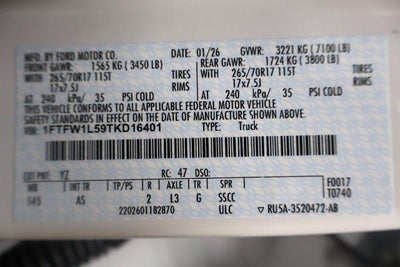 MFD. BY FORD MOTOR CO. DATE: 01/26 GVWR: 3221 KG ( 7100 LB)
FRONT GAWR: 1565 KG ( 3450 LB) REAR GAWR: 1724 KG ( 3800 LB)
WITH 265/70R17 115T TIRES WITH 265/70R17 115T TIRES
17x7.5J RIMS 17x7.5J RIMS
AT 240 kPa/ 35 PSI COLD AT 240 kPa/ 35 PSI COLD
THIS VEHICLE CONFORMS TO ALL APPLICABLE FEDERAL MOTOR VEHICLE
SAFETY STANDARDS IN EFFECT ON THE DATE OF MANUFACTURE SHOWN ABOVE.
VIN: 1FTFW1L59TKD16401 TYPE: Truck
EXT PNT: YZ RC: 47 DSO: F0017
WB INT TR TP/PS R AXLE TR SPR T0740
145 AS 2 L3 G SSCC
2202601182870 ULC RU5A-3520472-AB